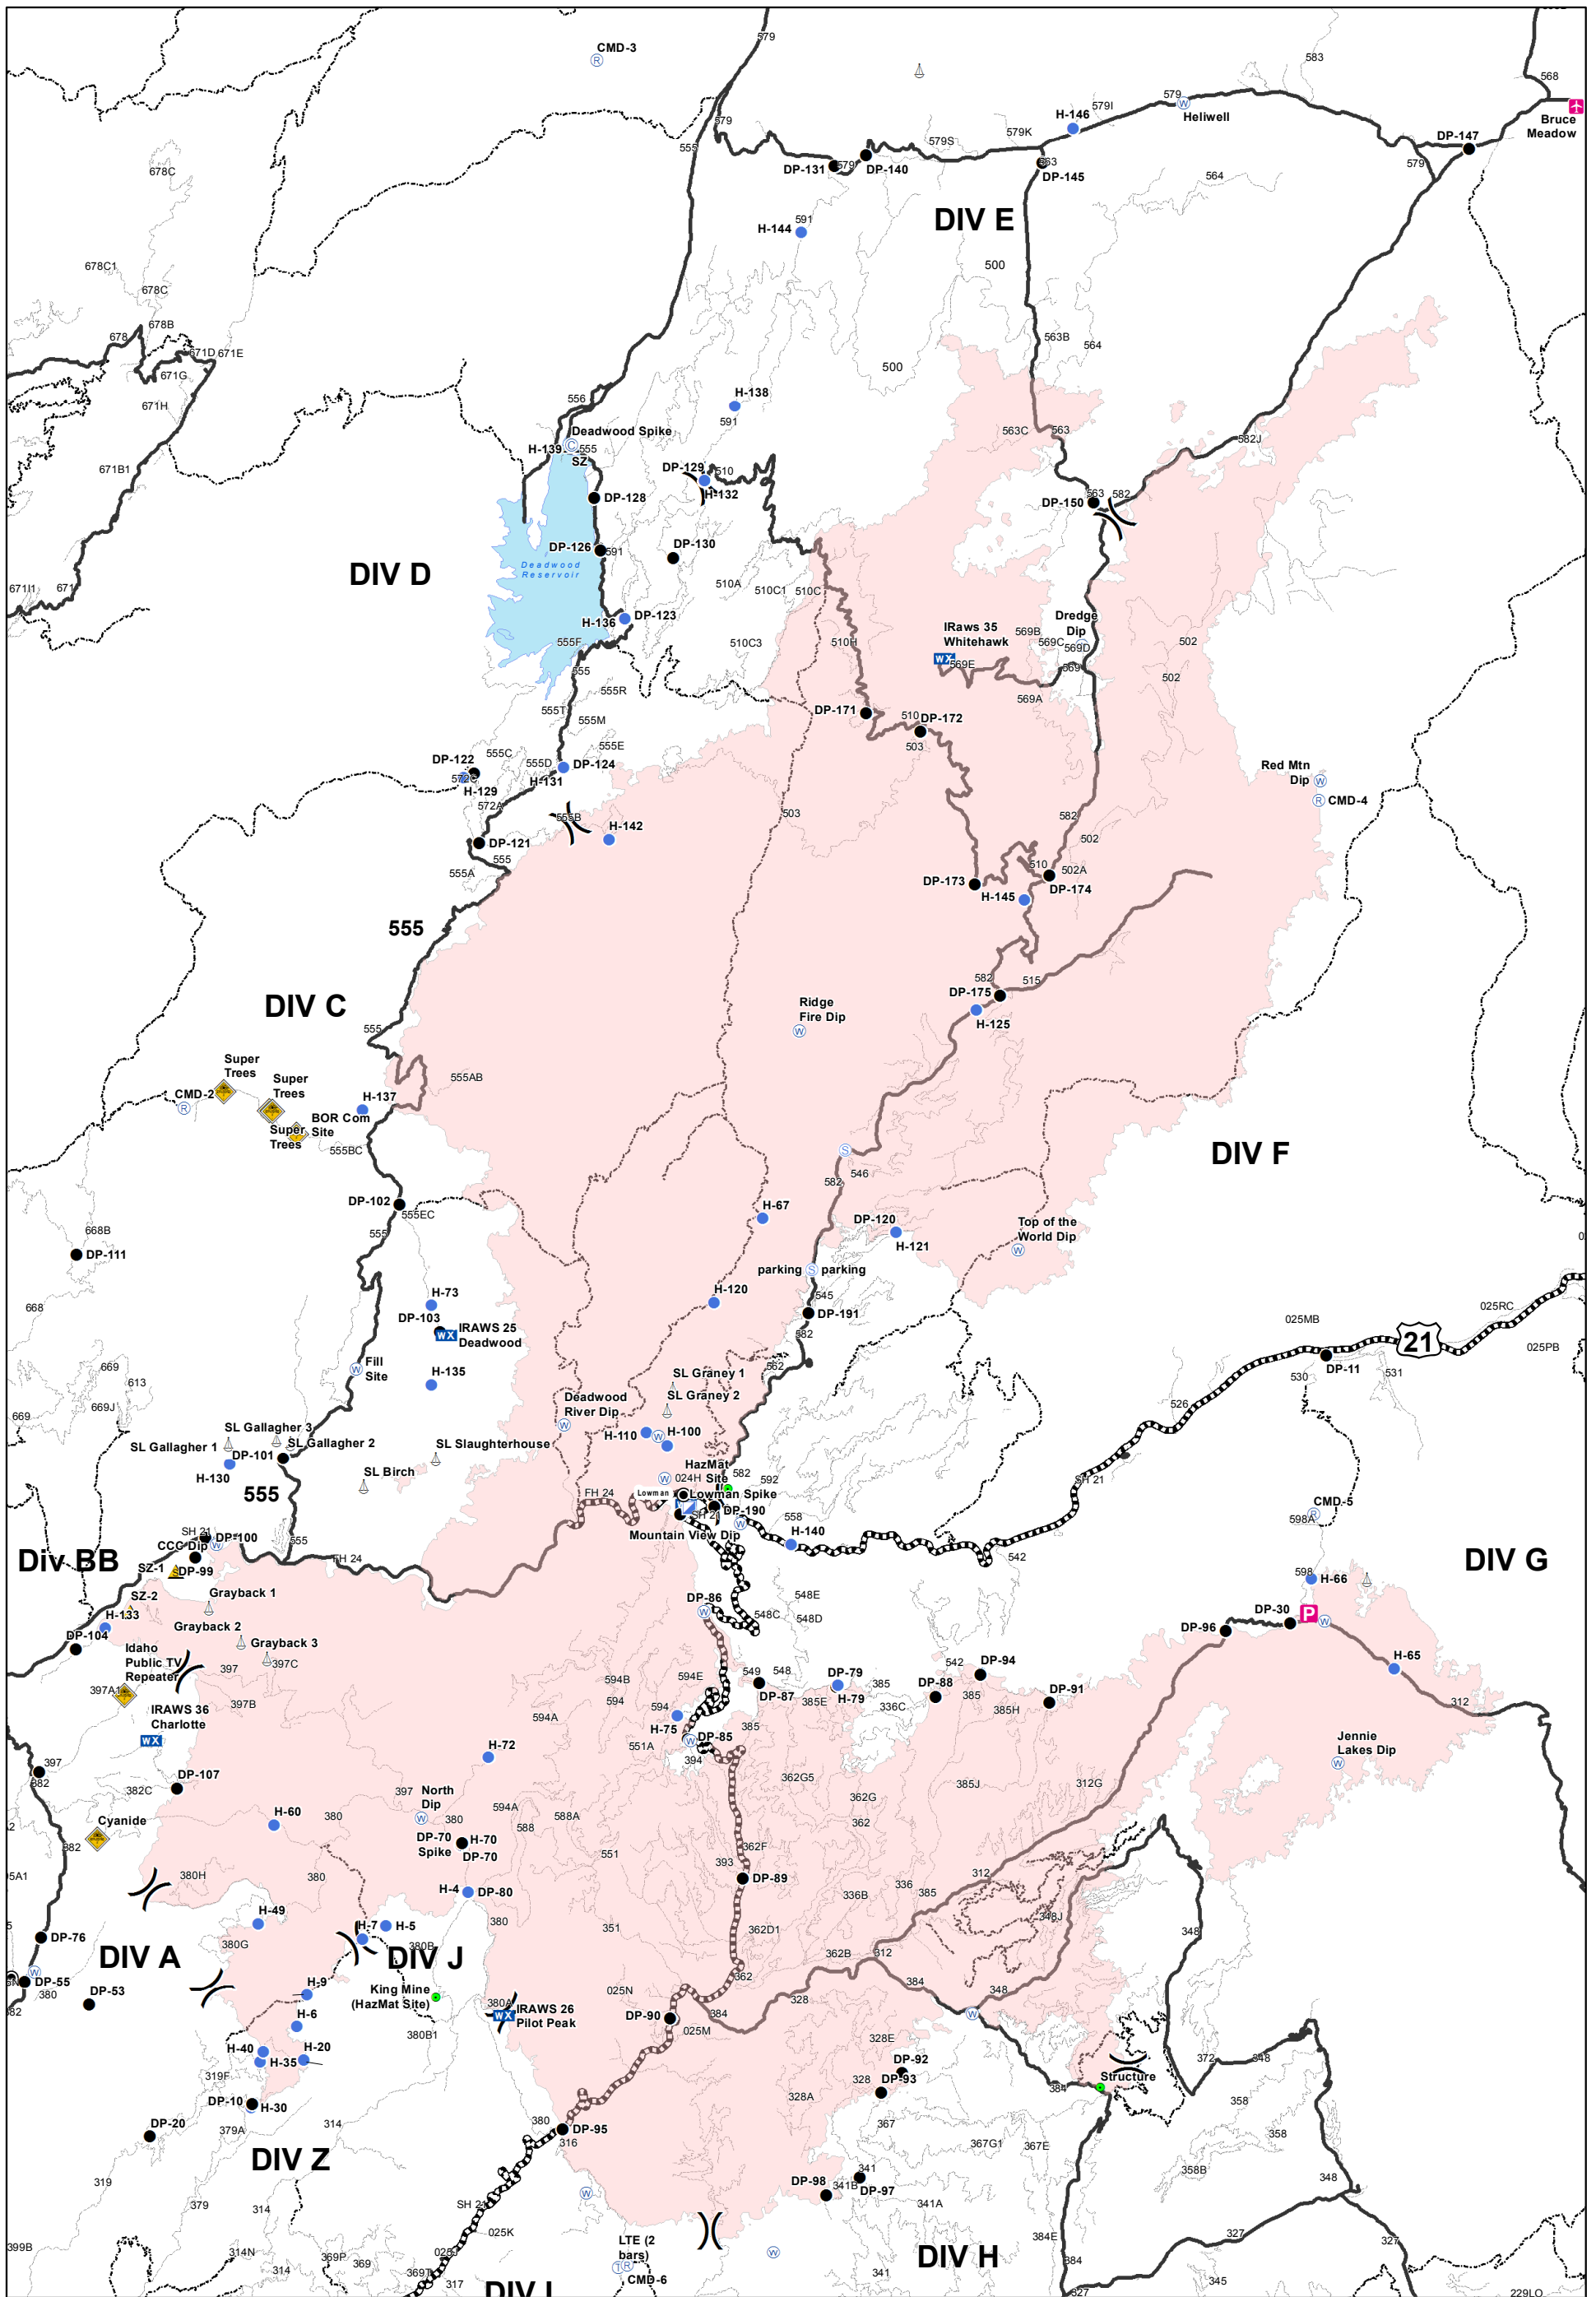 CMD-3
R
579
583
568
Bruce
Meadow
579
W
Heliwell
579I
H-146
579K
579S
579
555
DP-131
579
DP-140
563
DP-145
DP-147
579
564
678C
591
H-144
DIV E
500
678C1
678C
678B
678
671D
671E
671G
671H
563B
564
500
556
H-138
591
563C
563
582J
Deadwood Spike
C
H-139
555
SZ
DP-129
510
H-132
671B1
DP-128
563
582
DP-150
DP-126
591
DP-130
Deadwood
Reservoir
DIV D
510A
510C1
510C
671I1
671
H-136
DP-123
555F
510C3
510H
IRaws 35
Whitehawk
WX
569E
569B
569C
Dredge
Dip
569D
569
502
555
555R
502
569A
555T
555M
DP-171
510
DP-172
503
555E
DP-122
555C
555D
DP-124
H-131
572C
H-129
572A
Red Mtn
Dip
W
R
CMD-4
555B
H-142
503
582
502
DP-121
555
555A
510
502A
DP-173
H-145
DP-174
555
582
515
DP-175
H-125
DIV C
Ridge
Fire Dip
W
555
Super
Trees
555AB
CMD-2
R
Super
Trees
H-137
BOR Com
Site
Super
Trees
555BC
S
546
582
DIV F
DP-102
555EC
555
H-67
DP-120
H-121
Top of the
World Dip
W
668B
DP-111
parking
S
parking
H-73
H-120
545
DP-191
582
668
DP-103
WX
IRAWS 25
Deadwood
025RC
025MB
21
025PB
DP-11
W
Fill
Site
H-135
562
530
531
669
613
SL Graney 1
SL Graney 2
669J
669
Deadwood
River Dip
W
526
SL Gallagher 3
SL Gallagher 1
SL Gallagher 2
DP-101
H-130
SL Slaughterhouse
H-110
W
H-100
SL Birch
HazMat
Site
W
024H
582
592
SH 21
555
FH 24
Lowman
Lowman Spike
DP-190
SH 21
Mountain View Dip
W
558
H-140
CMD-5
R
598A
SH 21
DP-100
555
CCC Dip
W
Div BB
SZ-1
DP-99
FH 24
542
DIV G
598
H-66
SZ-2
Grayback 1
H-133
Grayback 2
Grayback 3
DP-104
Idaho
Public TV
Repeater
397
397C
DP-86
W
548E
548C
548D
DP-96
DP-30
P
W
397A1
397B
594B
594E
594
594
549
548
DP-87
DP-79
H-79
385E
385
542
DP-94
DP-88
385
385H
DP-91
336C
H-65
312
IRAWS 36
Charlotte
WX
594A
H-75
385
551A
W
DP-85
394
H-72
Jennie
Lakes Dip
W
397
382
DP-107
382C
397
362G5
385J
312G
North
Dip
W
594A
588A
362G
362
H-60
380
380
588
Cyanide
382
DP-70
Spike
H-70
DP-70
551
362F
393
DP-89
312
336
385
336B
380H
380
H-4
DP-80
H-49
380
351
362D1
348J
348
H-7
H-5
380B
DP-76
380G
DIV A
DIV J
362B
312
W
DP-55
380
DP-53
H-9
King Mine
(HazMat Site)
362
384
348
025N
328
380A
WX
IRAWS 26
Pilot Peak
DP-90
384
025M
W
H-6
380B1
328E
H-40
H-35
H-20
DP-92
372
348
319F
328
DP-93
384
Structure
DP-10
H-30
328A
358
379A
314
367
380
DP-95
316
358
DP-20
367G1
367E
DIV Z
341
358B
348
319
DP-98
341B
DP-97
379
314
W
SH 21
341A
025K
384E
327
327
399B
314N
314
369P
369
LTE (2
bars)
R
CMD-6
W
DIV H
384
369T
317
341
327
345
229LO